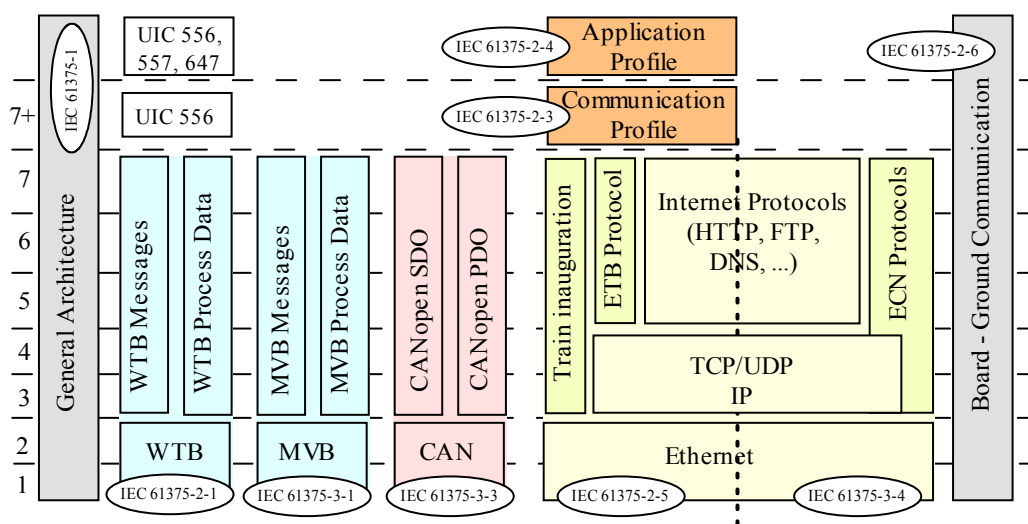 IEC 61375-1
General Architecture
7+
7
6
5
4
3
2
1
UIC 556,
557, 647
UIC 556
WTB Messages
WTB Process Data
WTB
IEC 61375-2-1
MVB Messages
MVB Process Data
MVB
IEC 61375-3-1
CANopen SDO
CANopen PDO
CAN
IEC 61375-3-3
IEC 61375-2-4
Application
Profile
IEC 61375-2-3
Communication
Profile
Train inauguration
ETB Protocol
Internet Protocols
(HTTP, FTP,
DNS, ...)
ECN Protocols
TCP/UDP
IP
Ethernet
IEC 61375-2-5
IEC 61375-3-4
IEC 61375-2-6
Board - Ground Communication